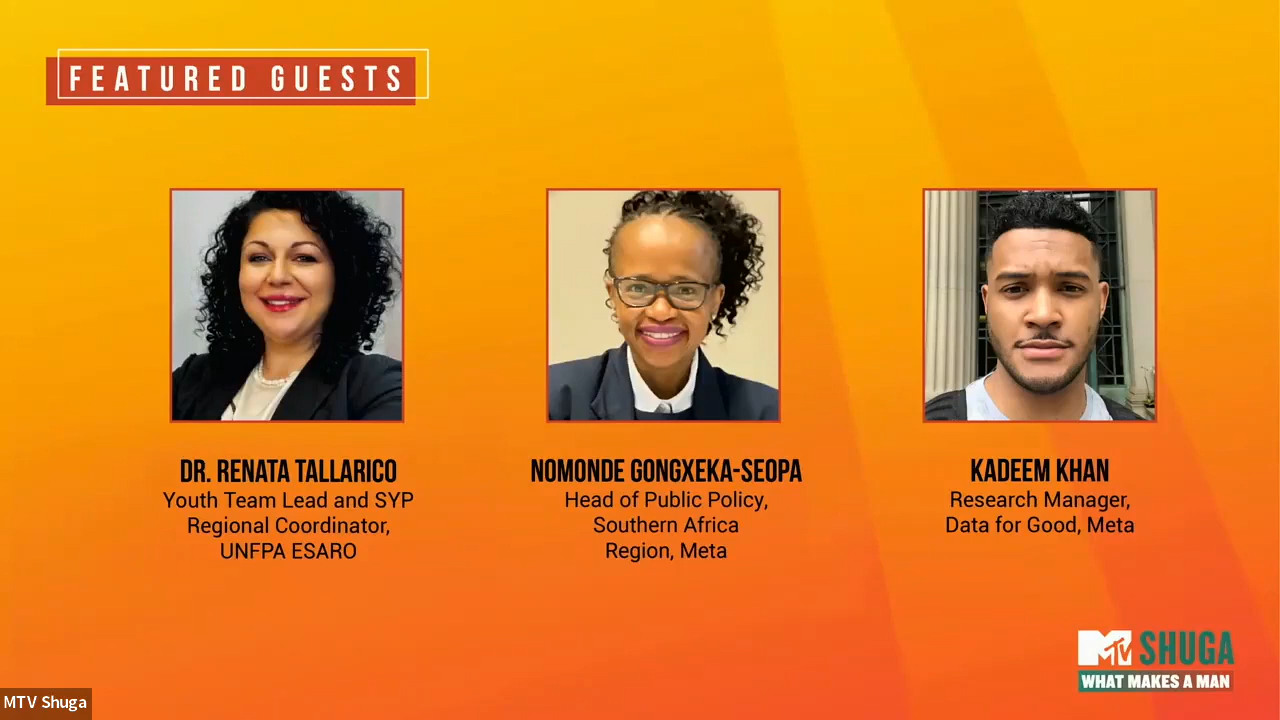 FEATURED GUESTS
DR. RENATA TALLARICO
Youth Team Lead and SYP
Regional Coordinator,
UNFPA ESARO
NOMONDE GONGXEKA-SEOPA
Head of Public Policy,
Southern Africa
Region, Meta
KADEEM KHAN
Research Manager,
Data for Good, Meta
MTV SHUGA
WHAT MAKES A MAN
MTV Shuga